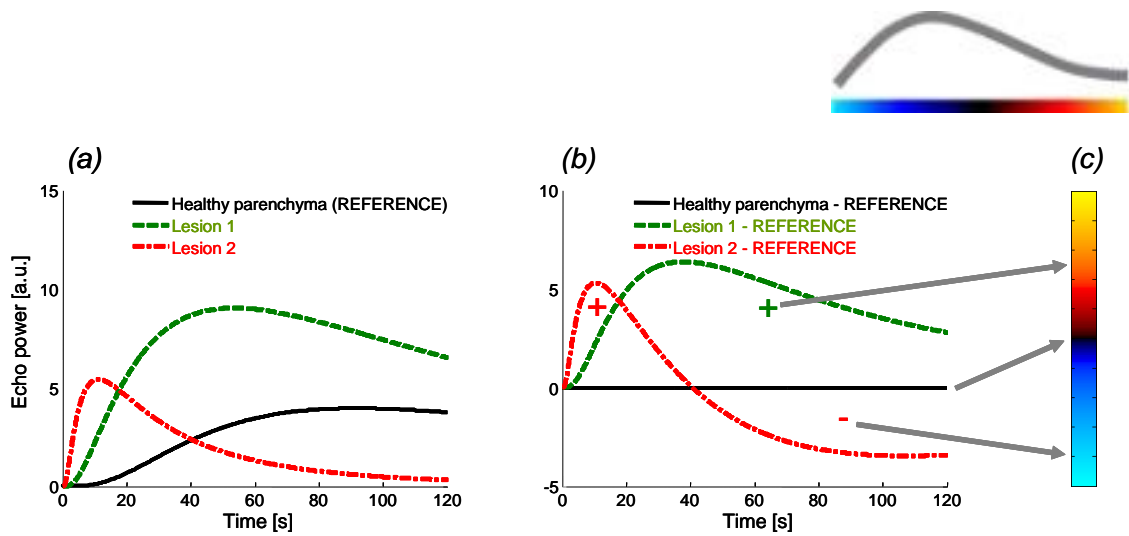 (a)
15
10
5
0
Echo power [a.u.]
Healthy parenchyma (REFERENCE)
Lesion 1
Lesion 2
0 20 40 60 80 100 120
Time [s]
(b)
10
5
0
-5
Healthy parenchyma - REFERENCE
Lesion 1 - REFERENCE
Lesion 2 - REFERENCE
+
+
-
0 20 40 60 80 100 120
Time [s]
(c)